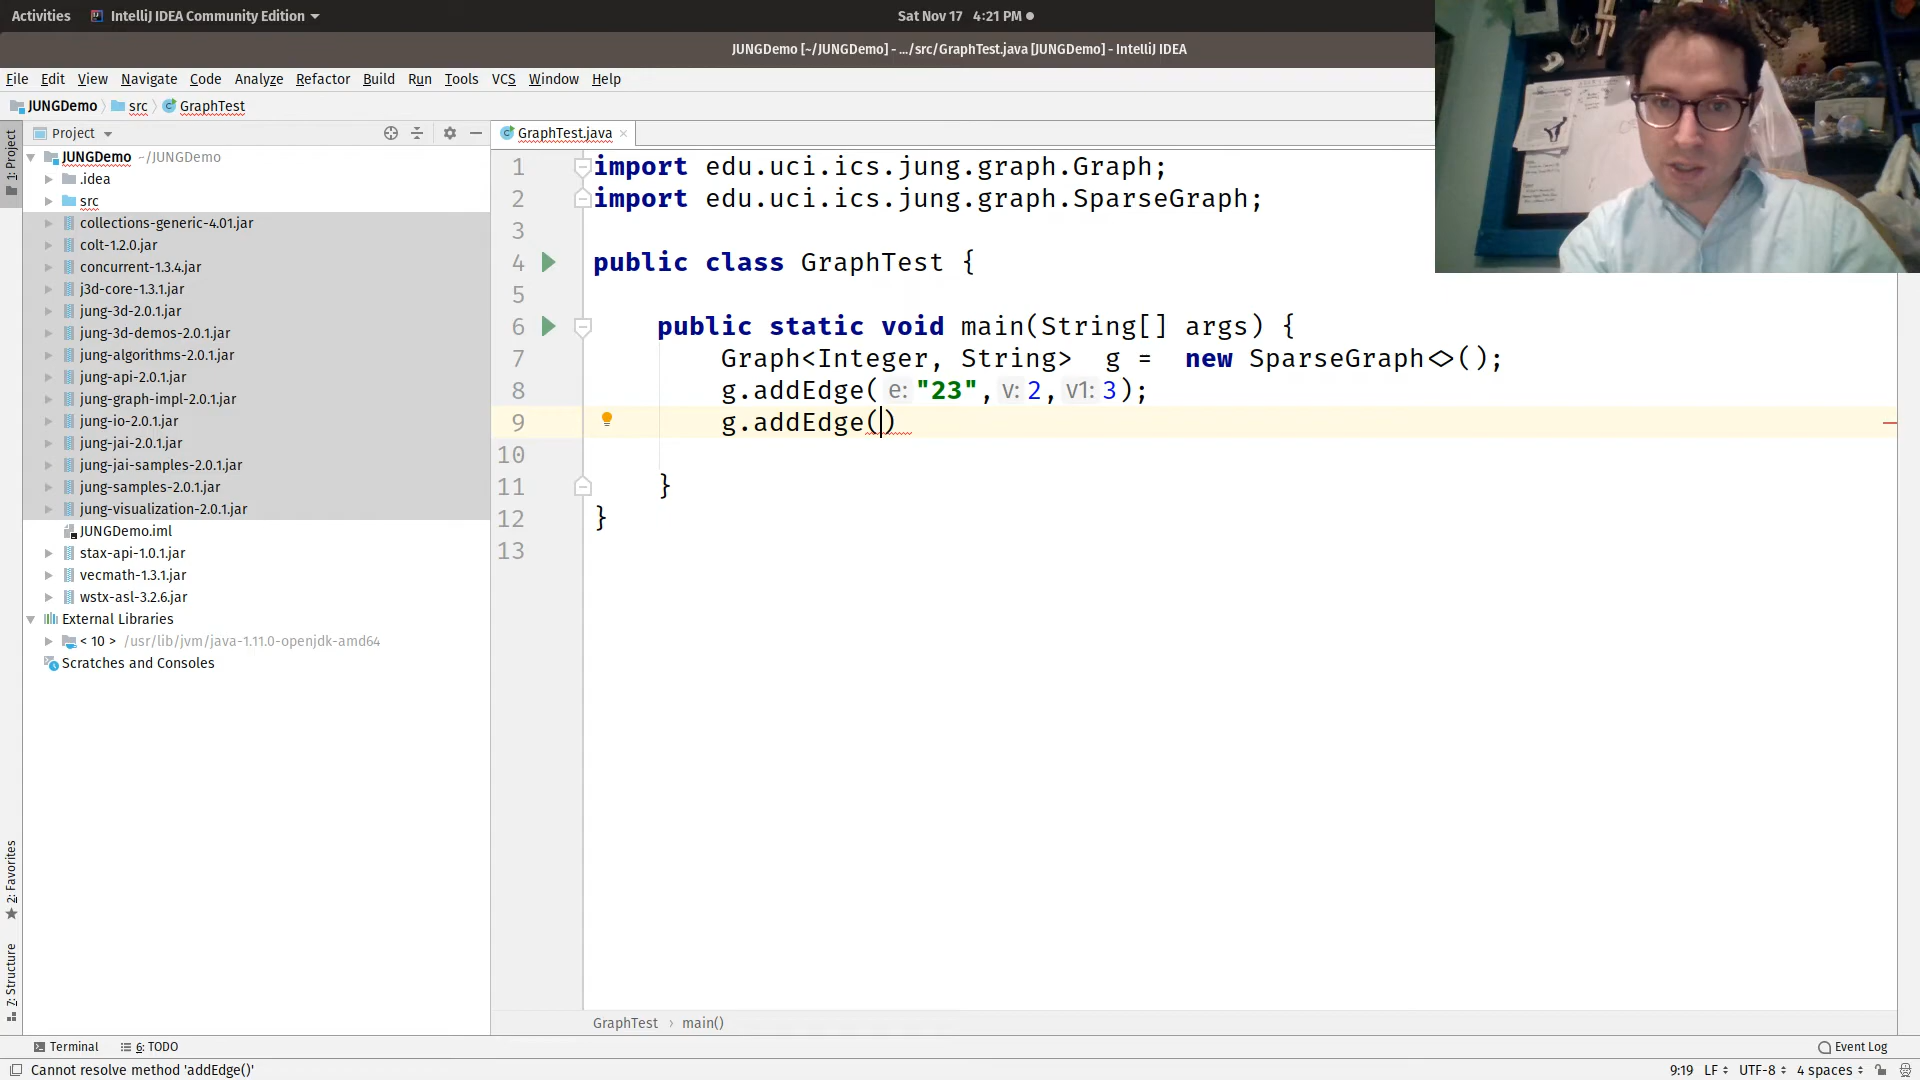 Activities
IntelliJ IDEA Community Edition
Sat Nov 17 4:21 PM
JUNGDemo [~/JUNGDemo] - .../src/GraphTest.java [JUNGDemo] - IntelliJ IDEA
File Edit View Navigate Code Analyze Refactor Build Run Tools VCS Window Help
JUNGDemo src GraphTest
1: Project
Project
JUNGDemo ~/JUNGDemo
.idea
src
collections-generic-4.01.jar
colt-1.2.0.jar
concurrent-1.3.4.jar
j3d-core-1.3.1.jar
jung-3d-2.0.1.jar
jung-3d-demos-2.0.1.jar
jung-algorithms-2.0.1.jar
jung-api-2.0.1.jar
jung-graph-impl-2.0.1.jar
jung-io-2.0.1.jar
jung-jai-2.0.1.jar
jung-jai-samples-2.0.1.jar
jung-samples-2.0.1.jar
jung-visualization-2.0.1.jar
JUNGDemo.iml
stax-api-1.0.1.jar
vecmath-1.3.1.jar
wstx-asl-3.2.6.jar
External Libraries
< 10 > /usr/lib/jvm/java-1.11.0-openjdk-amd64
Scratches and Consoles
2: Favorites
7: Structure
GraphTest.java
1 import edu.uci.ics.jung.graph.Graph;
2 import edu.uci.ics.jung.graph.SparseGraph;
3
4 public class GraphTest {
5
6 public static void main(String[] args) {
7 Graph<Integer, String> g = new SparseGraph<>();
8 g.addEdge( e: "23", v: 2, v1: 3);
9 g.addEdge()
10
11 }
12 }
13
GraphTest › main()
Terminal
6: TODO
Event Log
Cannot resolve method 'addEdge()'
9:19 LF UTF-8 4 spaces